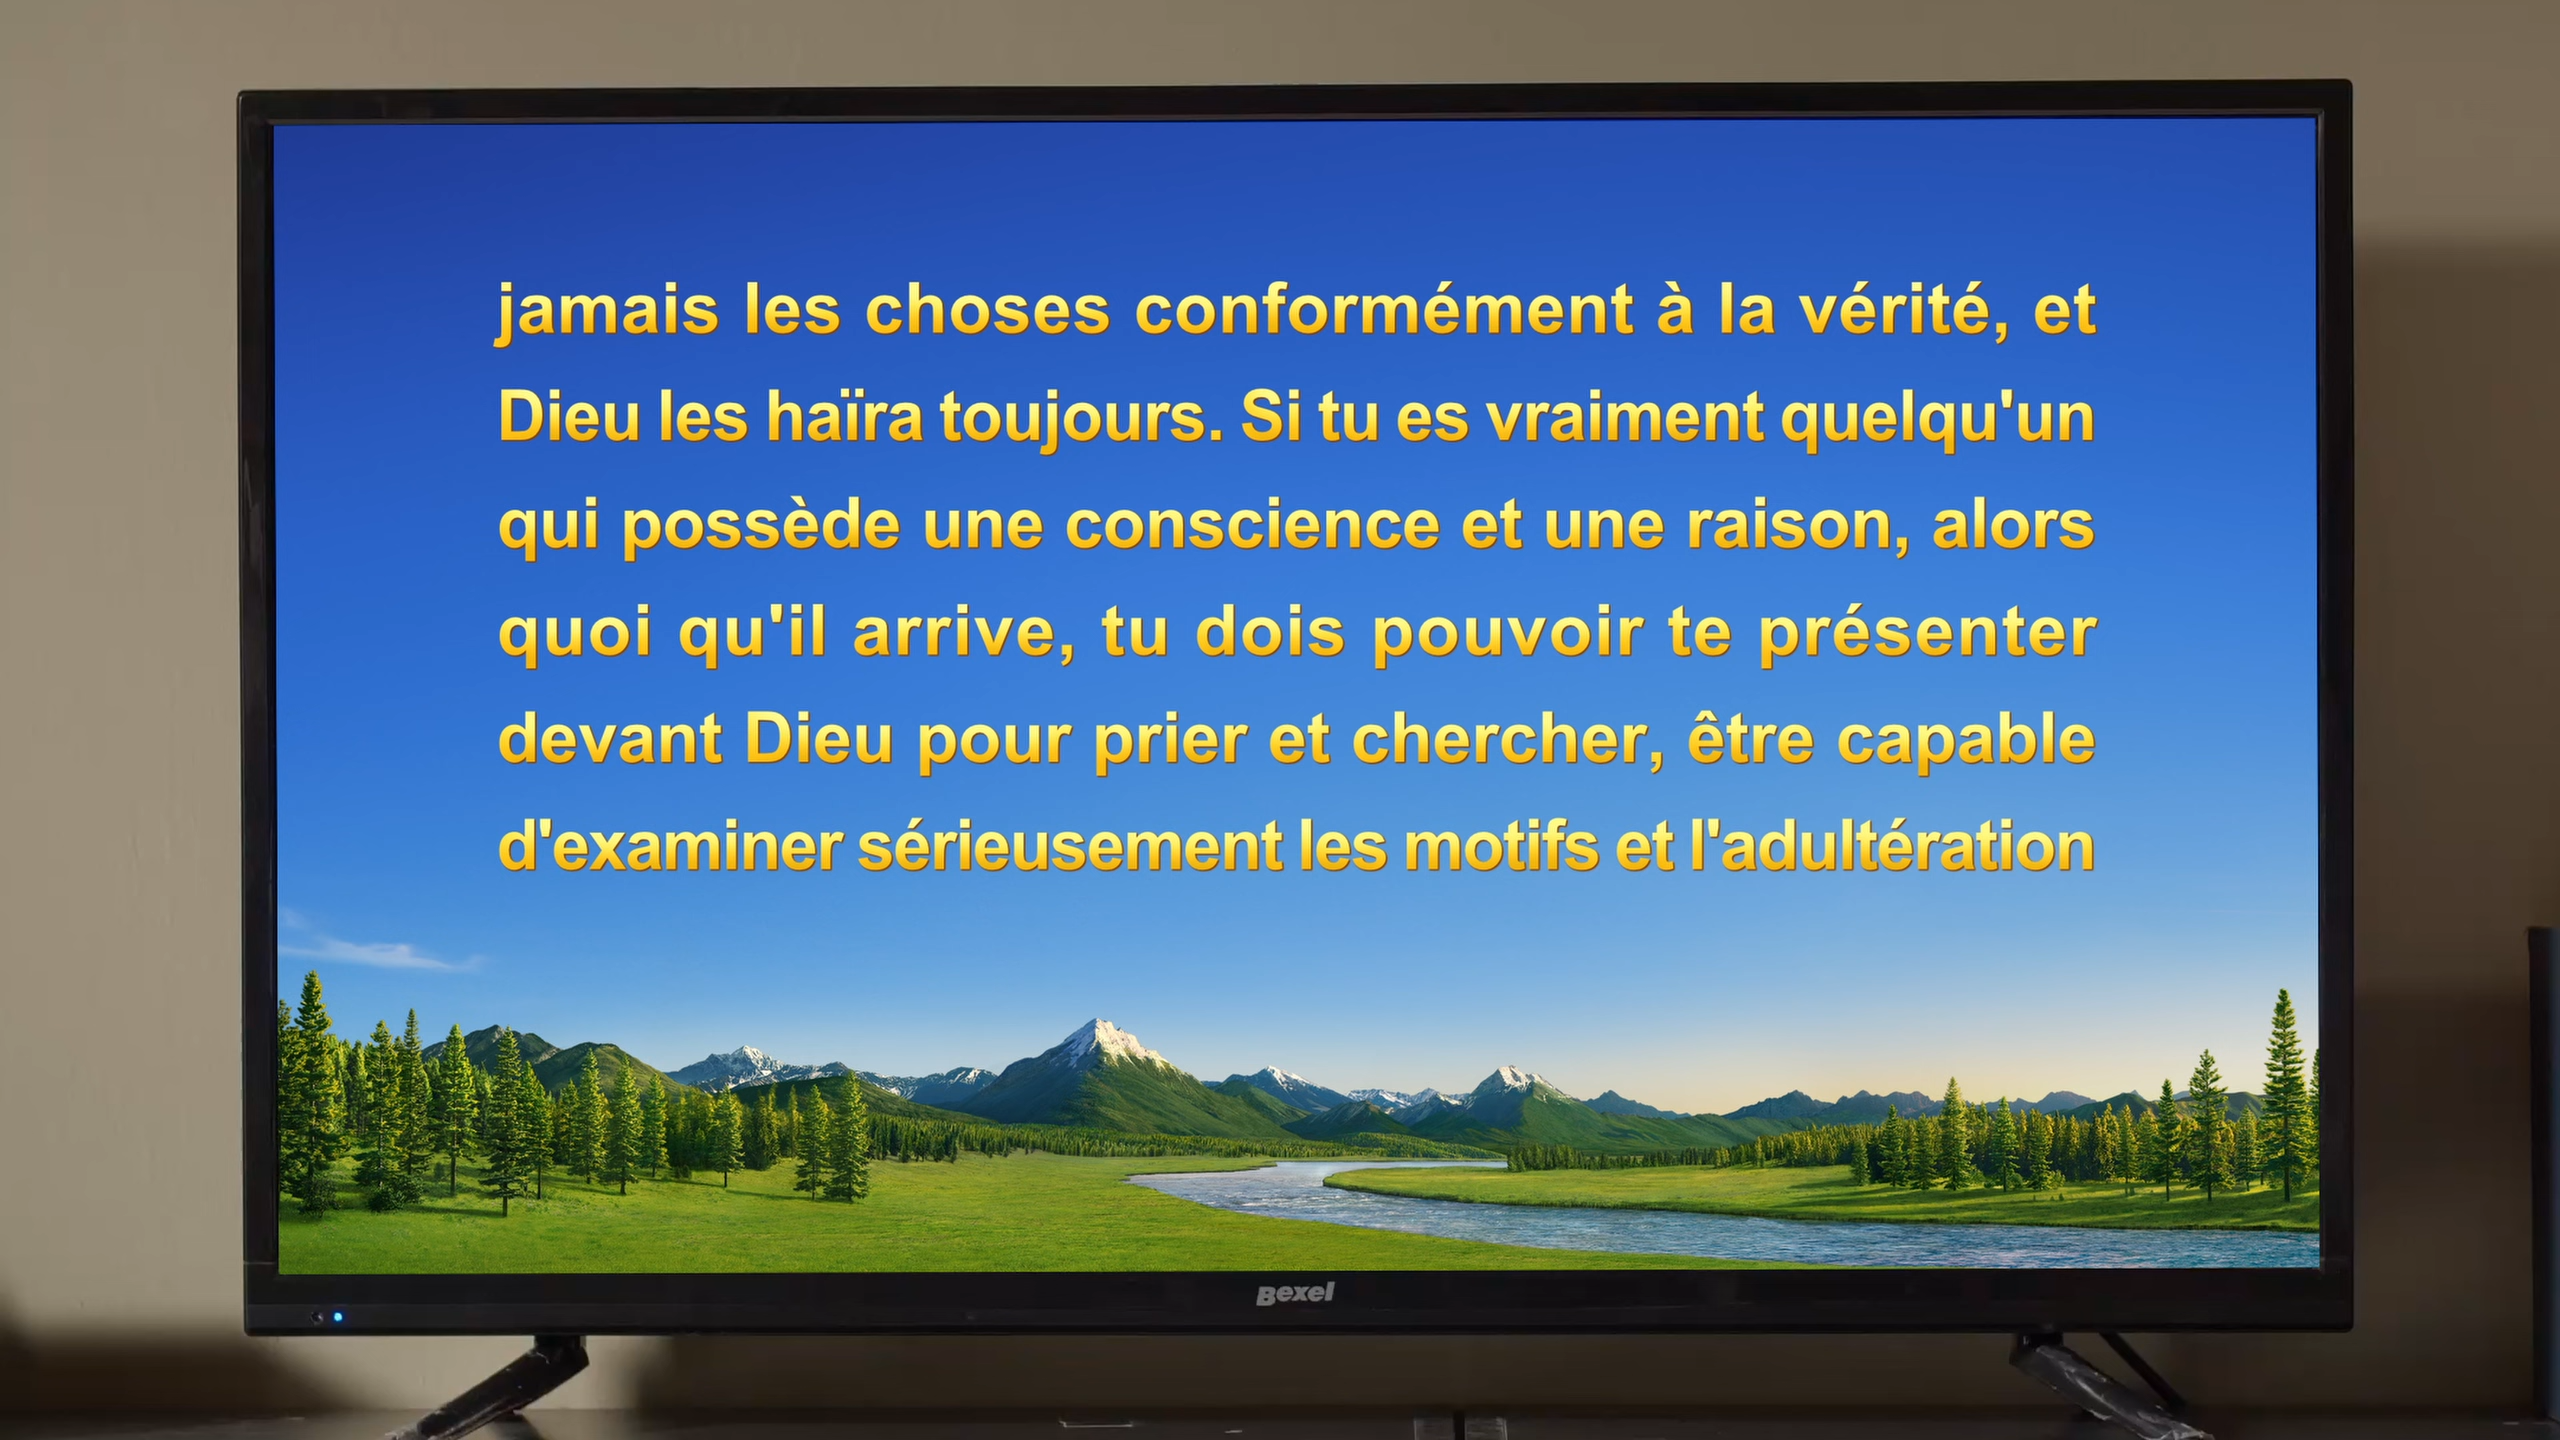 jamais les choses conformément à la vérité, et
Dieu les haïra toujours. Si tu es vraiment quelqu'un
qui possède une conscience et une raison, alors
quoi qu'il arrive, tu dois pouvoir te présenter
devant Dieu pour prier et chercher, être capable
d'examiner sérieusement les motifs et l'adultération
Bexel